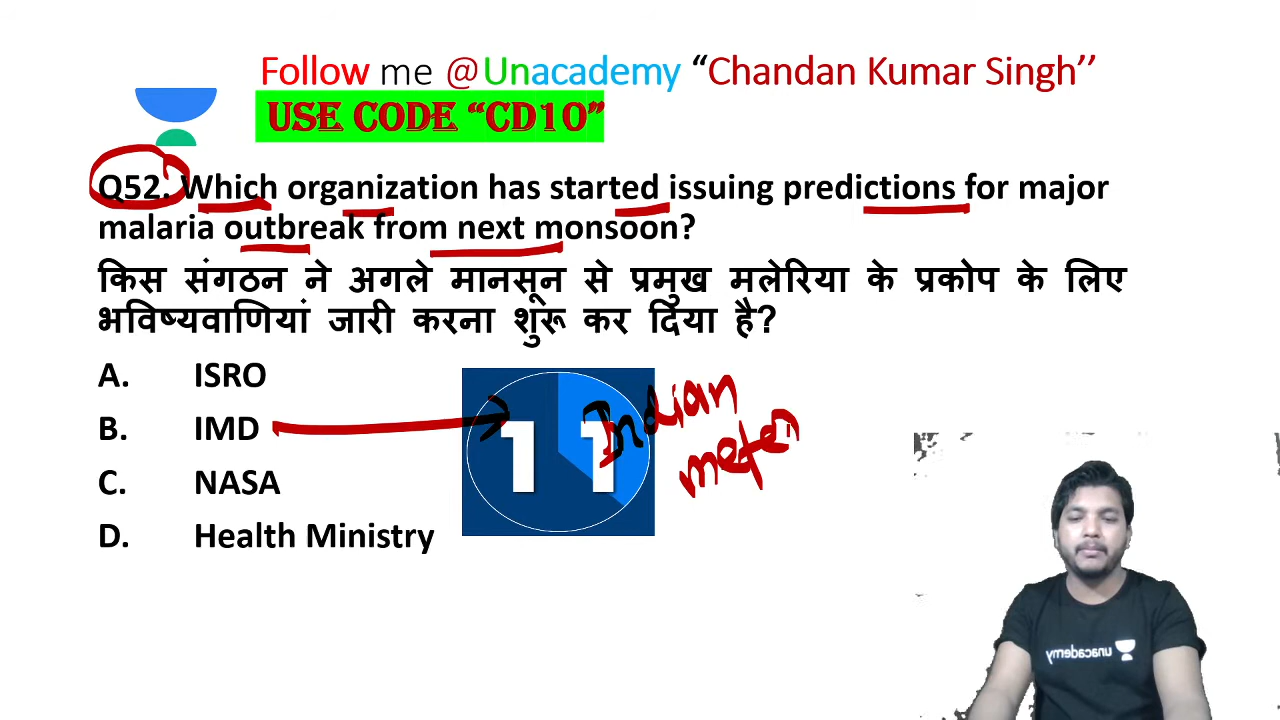 Follow me @Unacademy “Chandan Kumar Singh’’
USE CODE “CD10”
Q52. Which organization has started issuing predictions for major
malaria outbreak from next monsoon?
किस संगठन ने अगले मानसून से प्रमुख मलेरिया के प्रकोप के लिए
भविष्यवाणियां जारी करना शुरू कर दिया है?
A. ISRO
B. IMD
C. NASA
D. Health Ministry
11
Indian
meter
unacademy